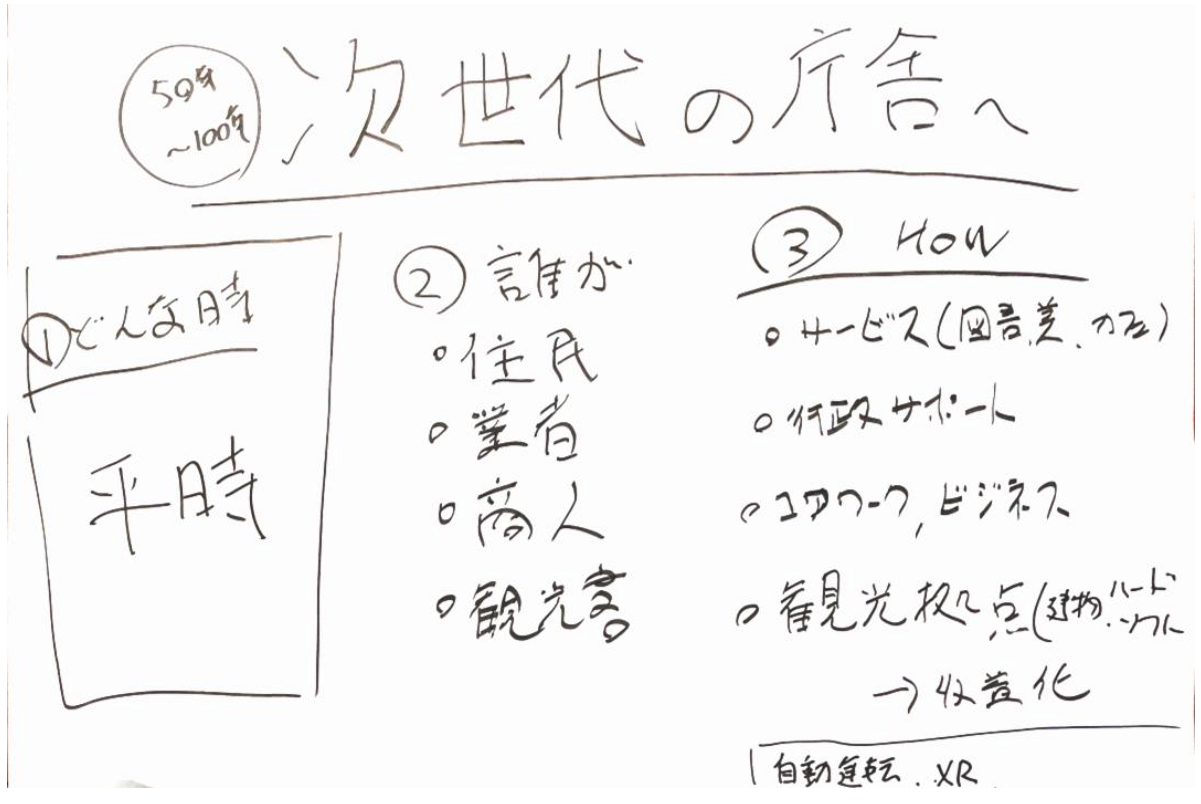 50年
~100年
次世代の庁舎へ
①どんな時
平時
② 誰が
○住民
○業者
○商人
○観光客
③ HOW
○サービス(図書,美,カフェ)
○行政サポート
○コアワーク,ビジネス
○観光拠点(建物,ハード
ソフト
→収益化
自動運転.XR